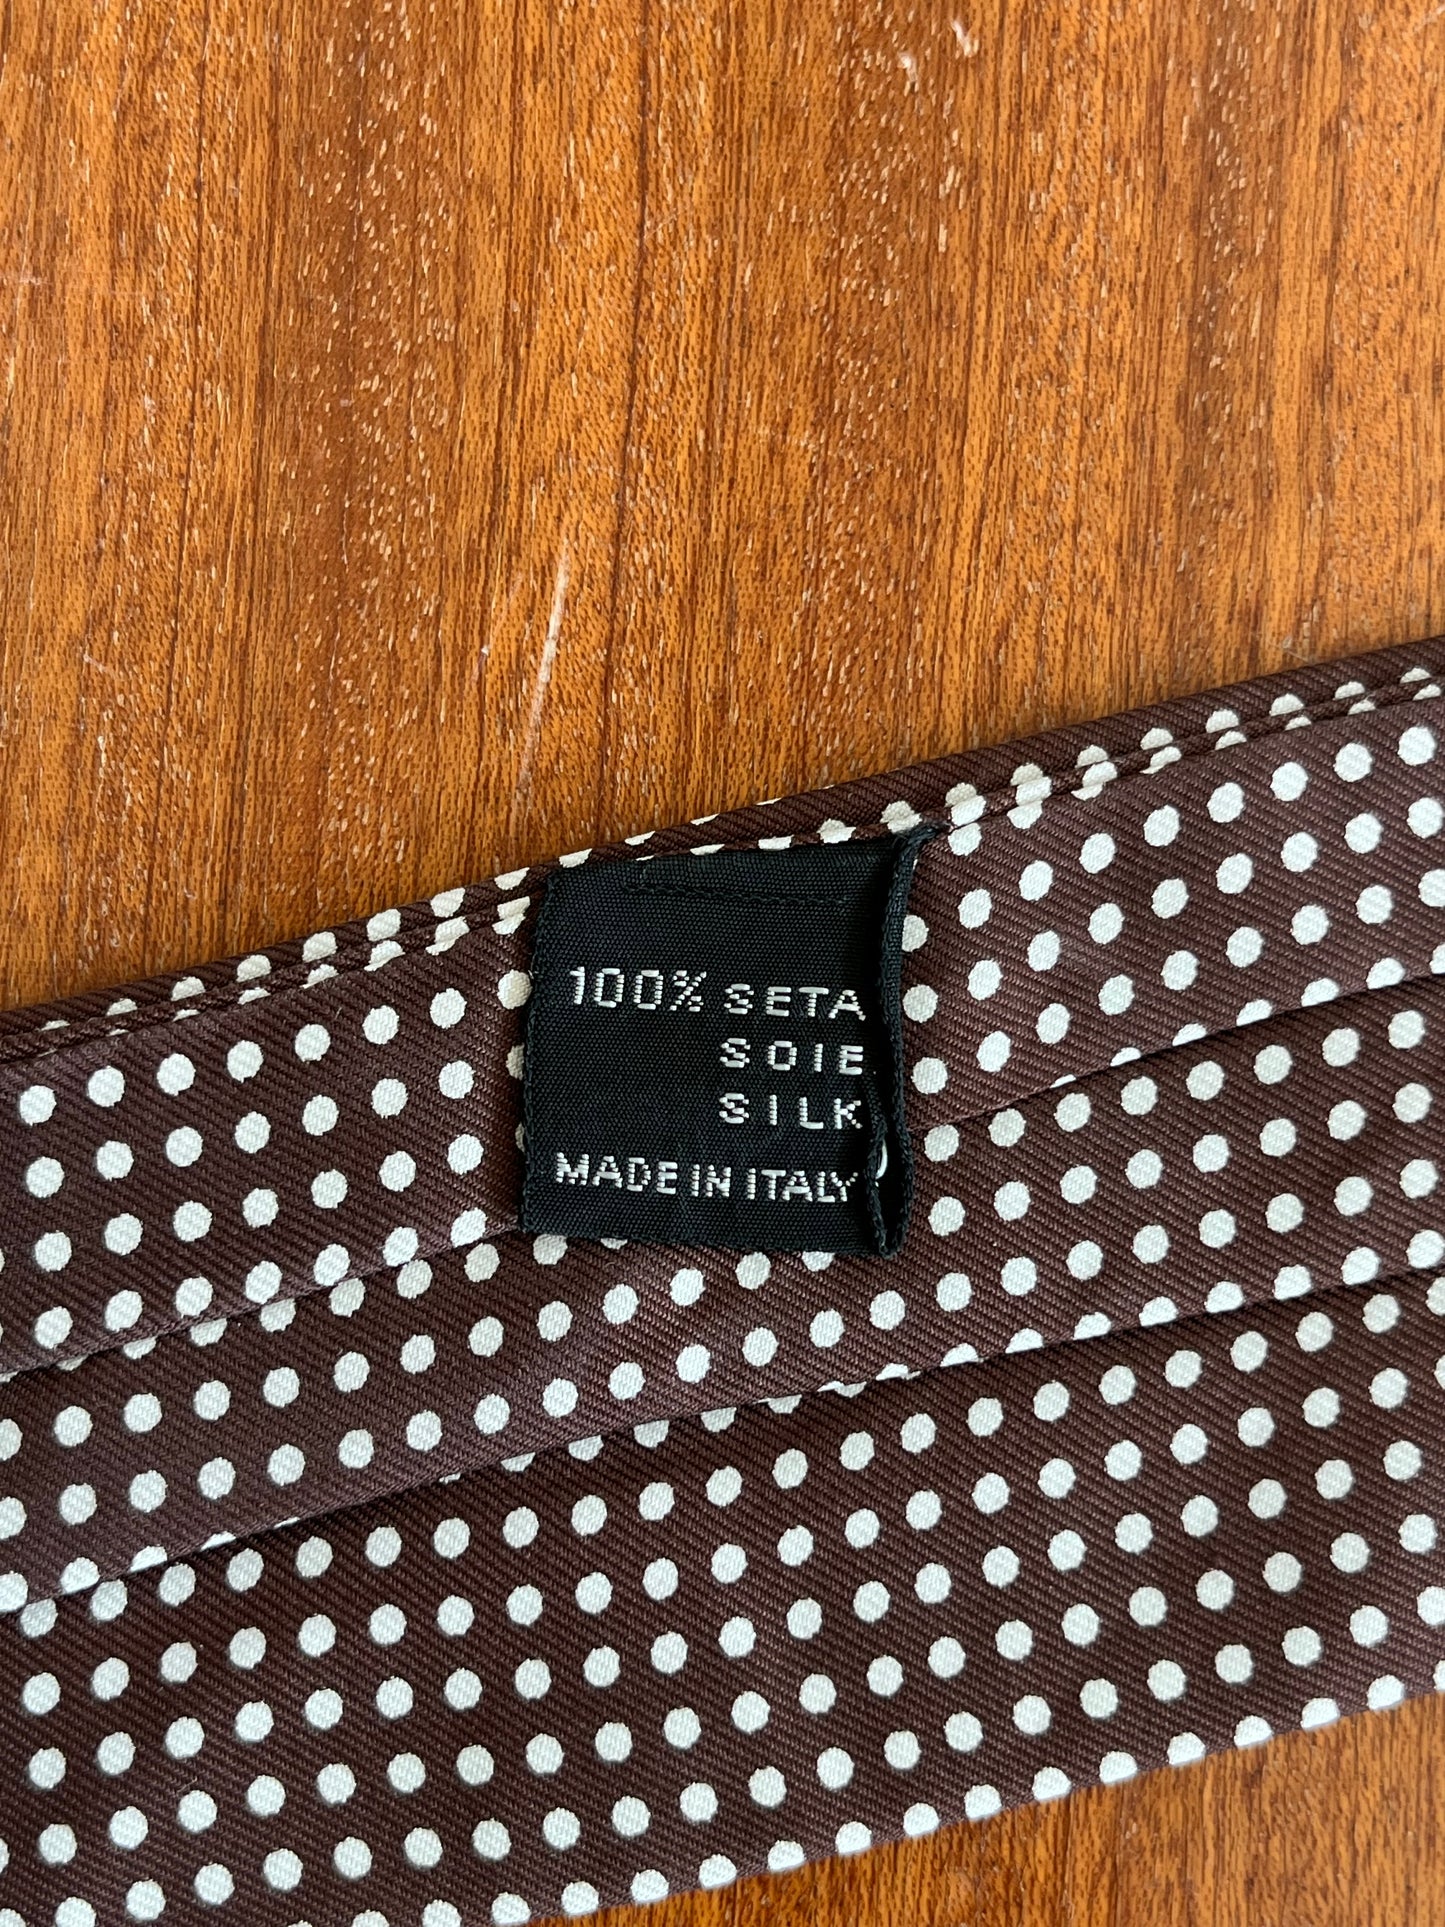 100% SETA
SOIE
SILK
MADE IN ITALY